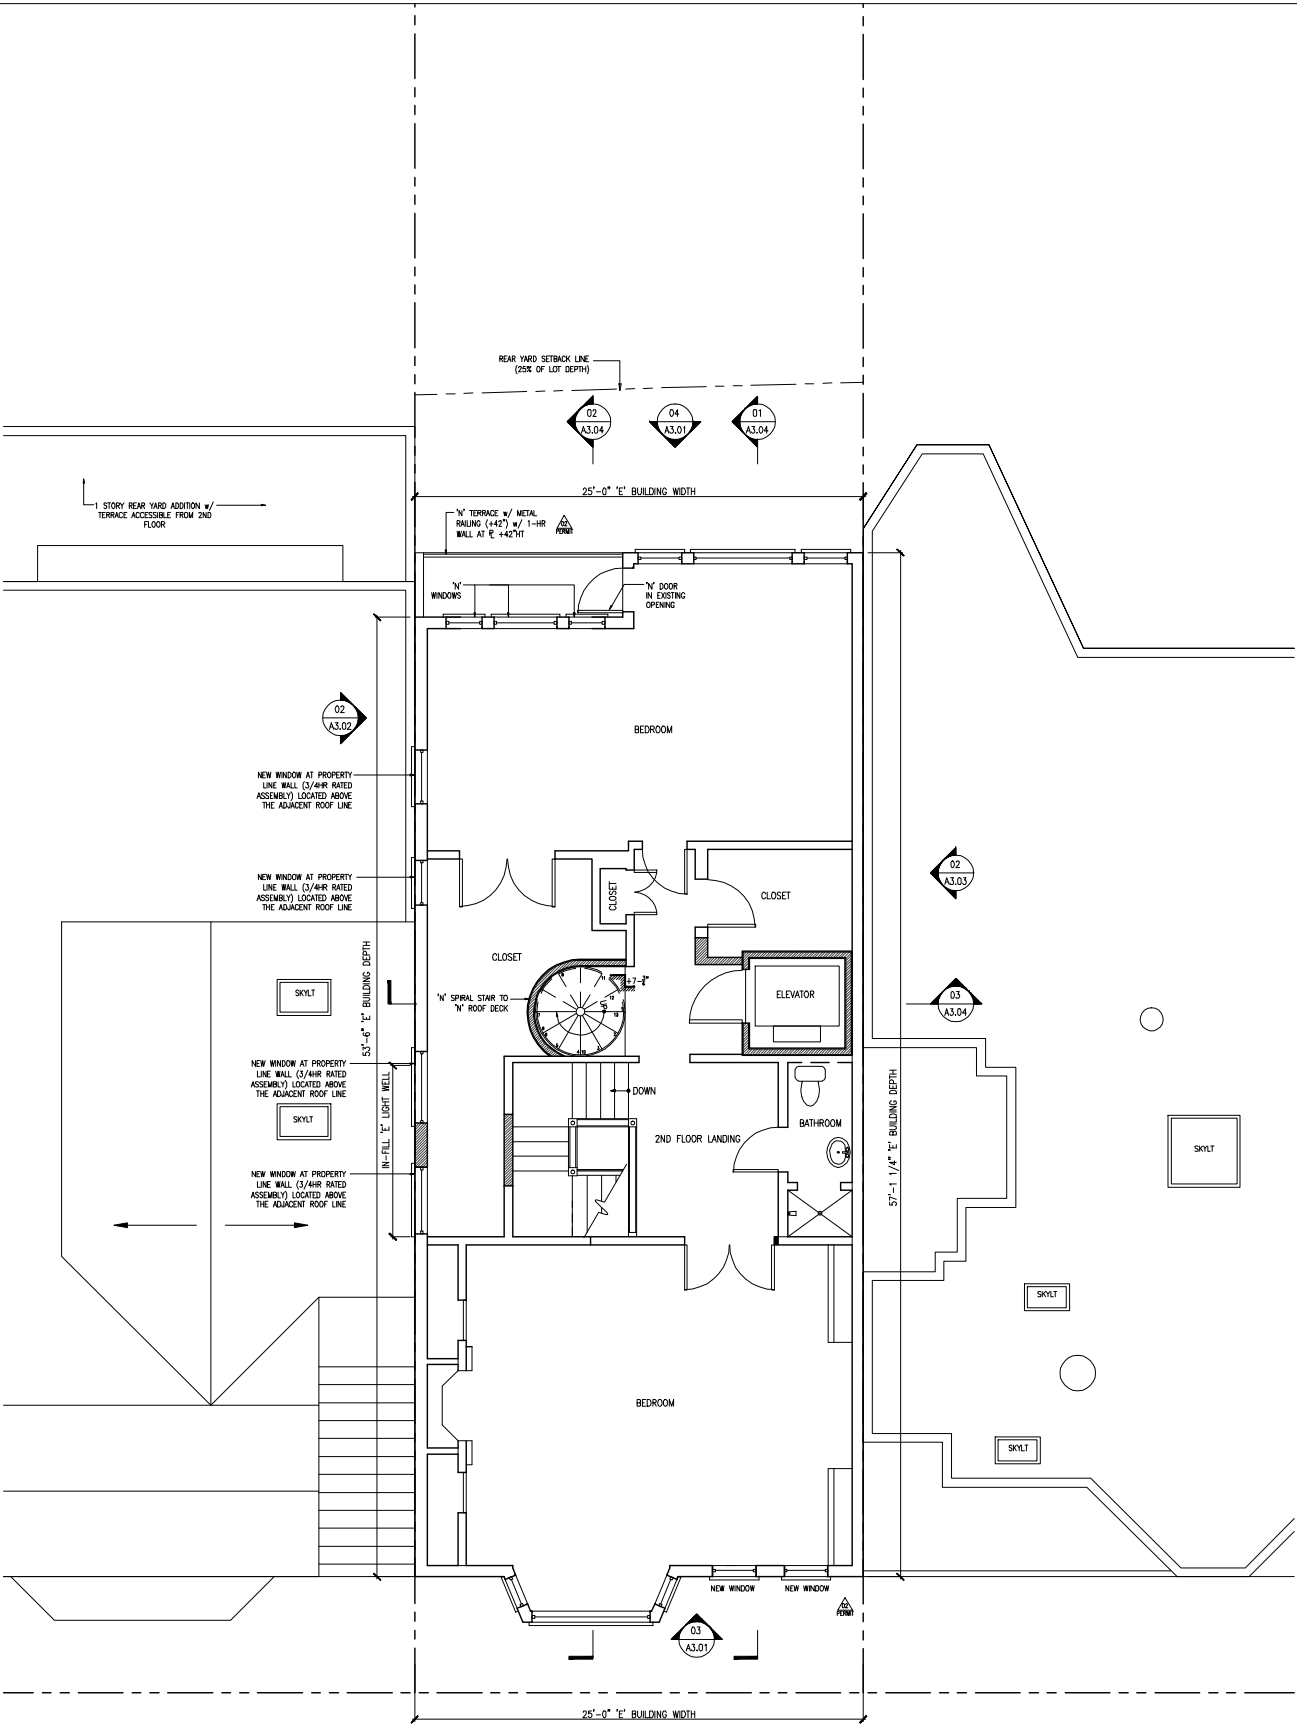 REAR YARD SETBACK LINE
(25% OF LOT DEPTH)
02
A3.04
04
A3.01
01
A3.04
25'-0" 'E' BUILDING WIDTH
1 STORY REAR YARD ADDITION w/
TERRACE ACCESSIBLE FROM 2ND
FLOOR
'N' TERRACE w/ METAL
RAILING (+42") w/ 1-HR
WALL AT ℄ +42"HT
02
PERMIT
'N'
WINDOWS
'N' DOOR
IN EXISTING
OPENING
02
A3.02
BEDROOM
NEW WINDOW AT PROPERTY
LINE WALL (3/4HR RATED
ASSEMBLY) LOCATED ABOVE
THE ADJACENT ROOF LINE
NEW WINDOW AT PROPERTY
LINE WALL (3/4HR RATED
ASSEMBLY) LOCATED ABOVE
THE ADJACENT ROOF LINE
CLOSET
CLOSET
02
A3.03
CLOSET
53'-6" 'E' BUILDING DEPTH
SKYLT
'N' SPIRAL STAIR TO
'N' ROOF DECK
UP
ELEVATOR
03
A3.04
NEW WINDOW AT PROPERTY
LINE WALL (3/4HR RATED
ASSEMBLY) LOCATED ABOVE
THE ADJACENT ROOF LINE
IN-FILL 'E' LIGHT WELL
DOWN
SKYLT
2ND FLOOR LANDING
BATHROOM
57'-1 1/4" 'E' BUILDING DEPTH
SKYLT
NEW WINDOW AT PROPERTY
LINE WALL (3/4HR RATED
ASSEMBLY) LOCATED ABOVE
THE ADJACENT ROOF LINE
SKYLT
BEDROOM
SKYLT
NEW WINDOW
NEW WINDOW
02
PERMIT
03
A3.01
25'-0" 'E' BUILDING WIDTH